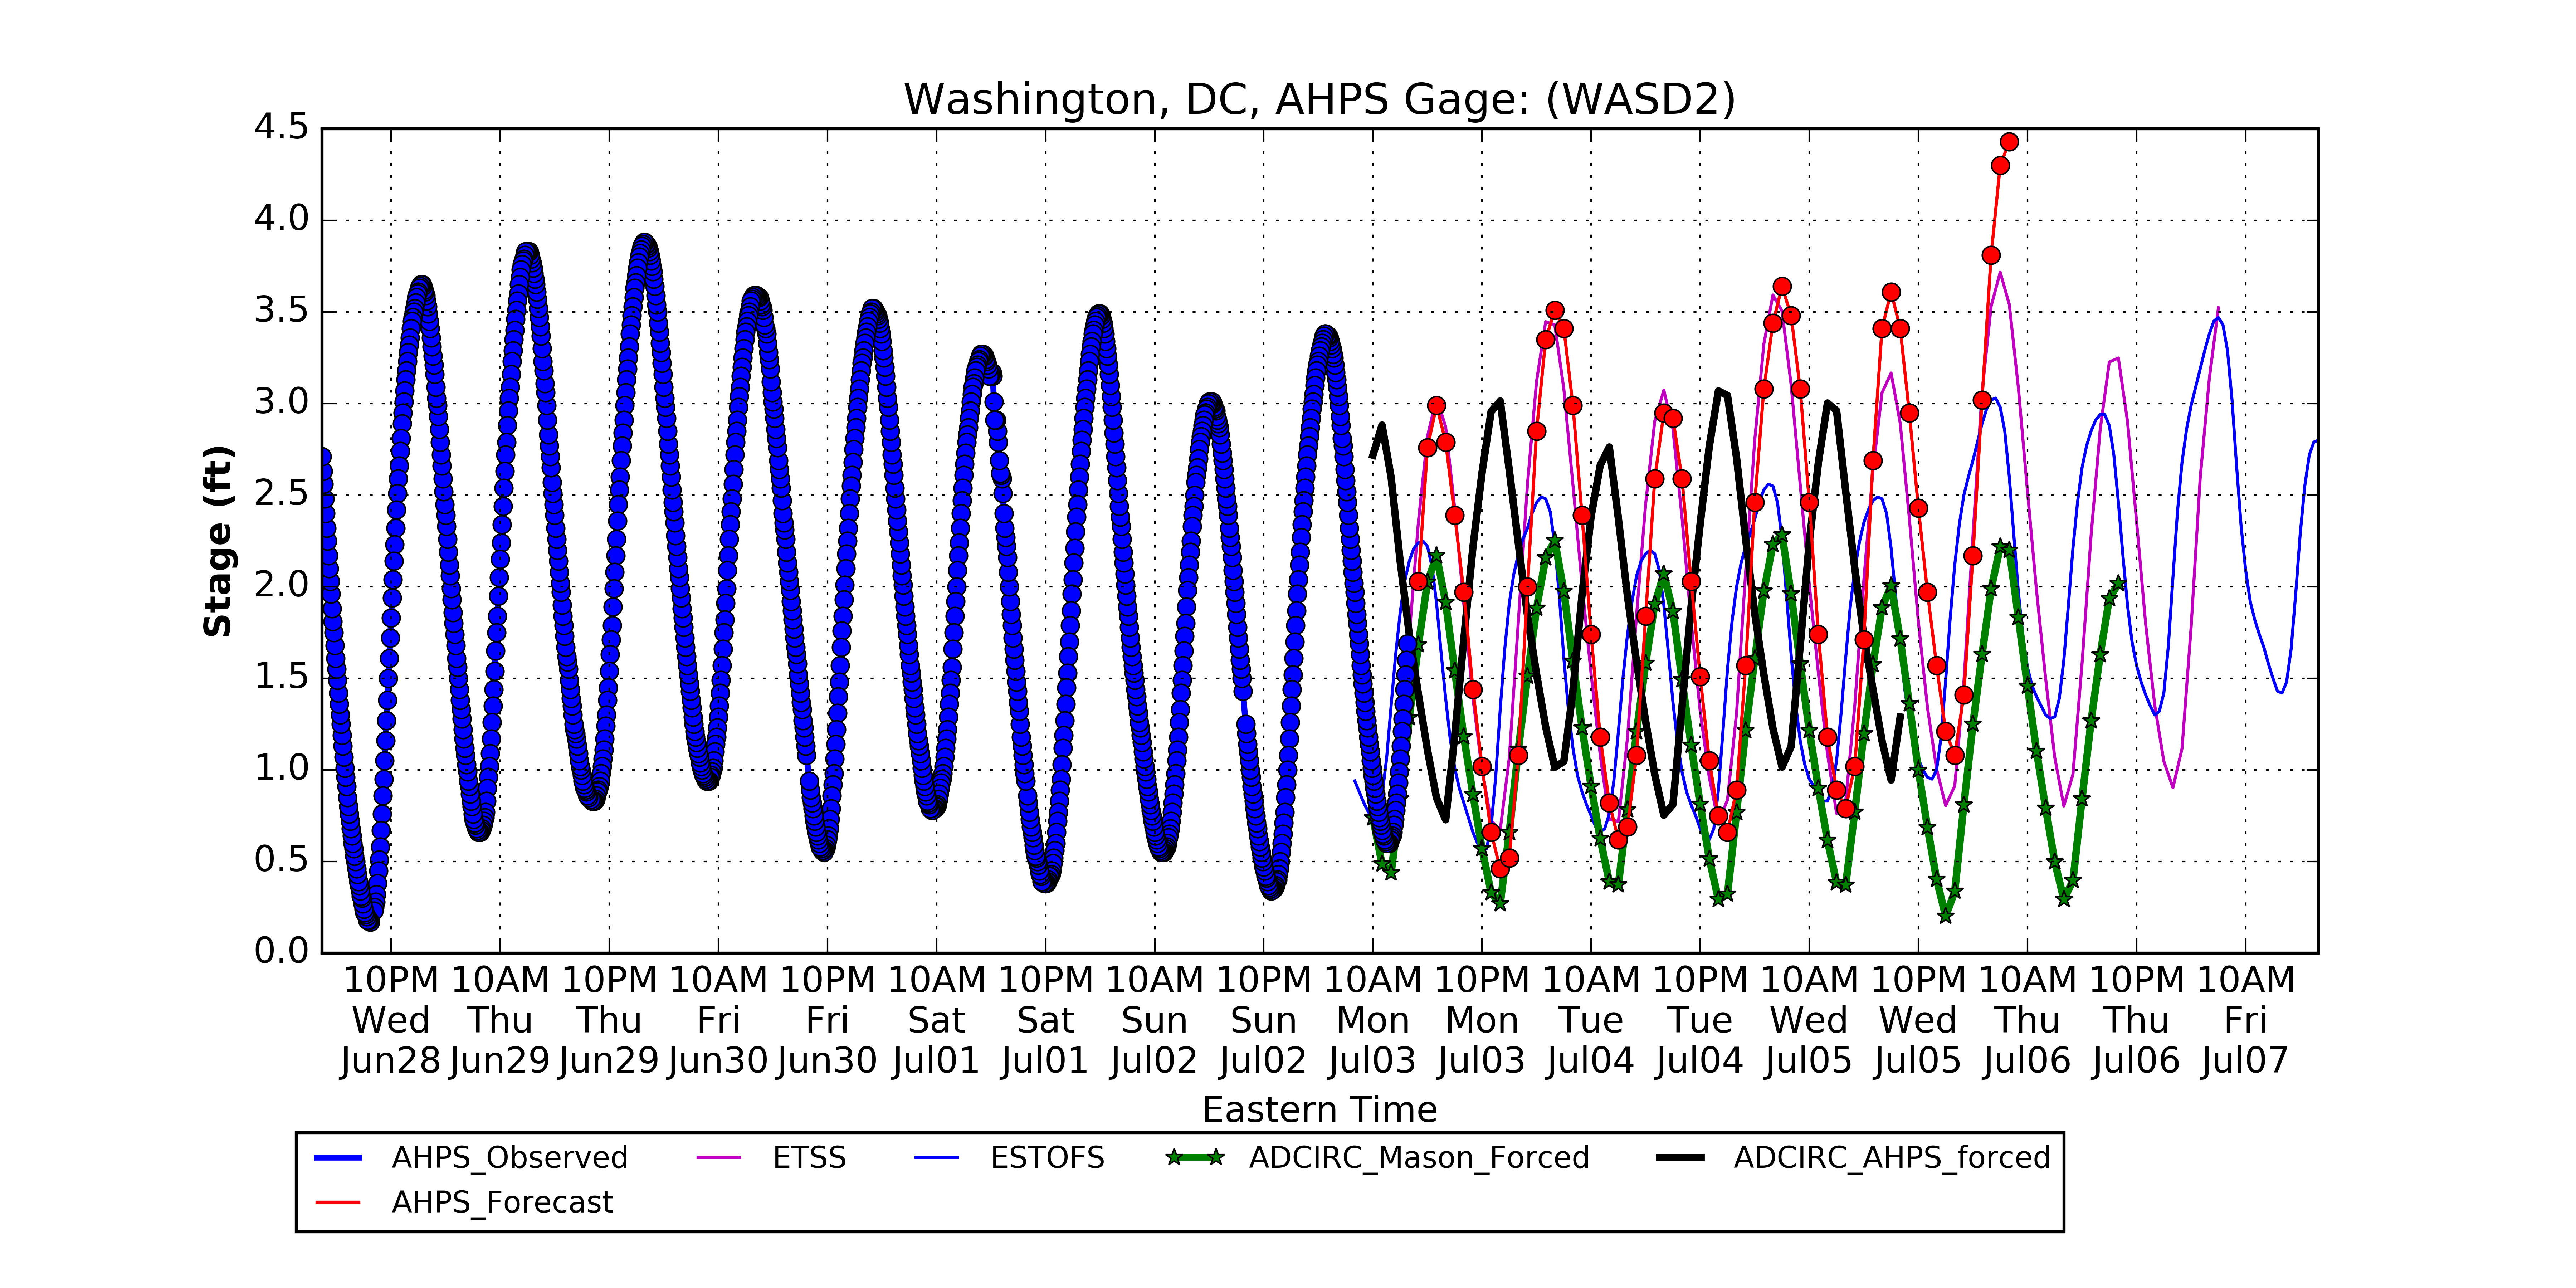 Washington, DC, AHPS Gage: (WASD2)
4.5
4.0
3.5
3.0
2.5
2.0
1.5
1.0
0.5
0.0
Stage (ft)
10PM 10AM 10PM 10AM 10PM 10AM 10PM 10AM 10PM 10AM 10PM 10AM 10PM 10AM 10PM 10AM 10PM 10AM
Wed Thu Thu Fri Fri Sat Sat Sun Sun Mon Mon Tue Tue Wed Wed Thu Thu Fri
Jun28 Jun29 Jun29 Jun30 Jun30 Jul01 Jul01 Jul02 Jul02 Jul03 Jul03 Jul04 Jul04 Jul05 Jul05 Jul06 Jul06 Jul07
Eastern Time
AHPS_Observed ETSS ESTOFS ADCIRC_Mason_Forced ADCIRC_AHPS_forced
AHPS_Forecast